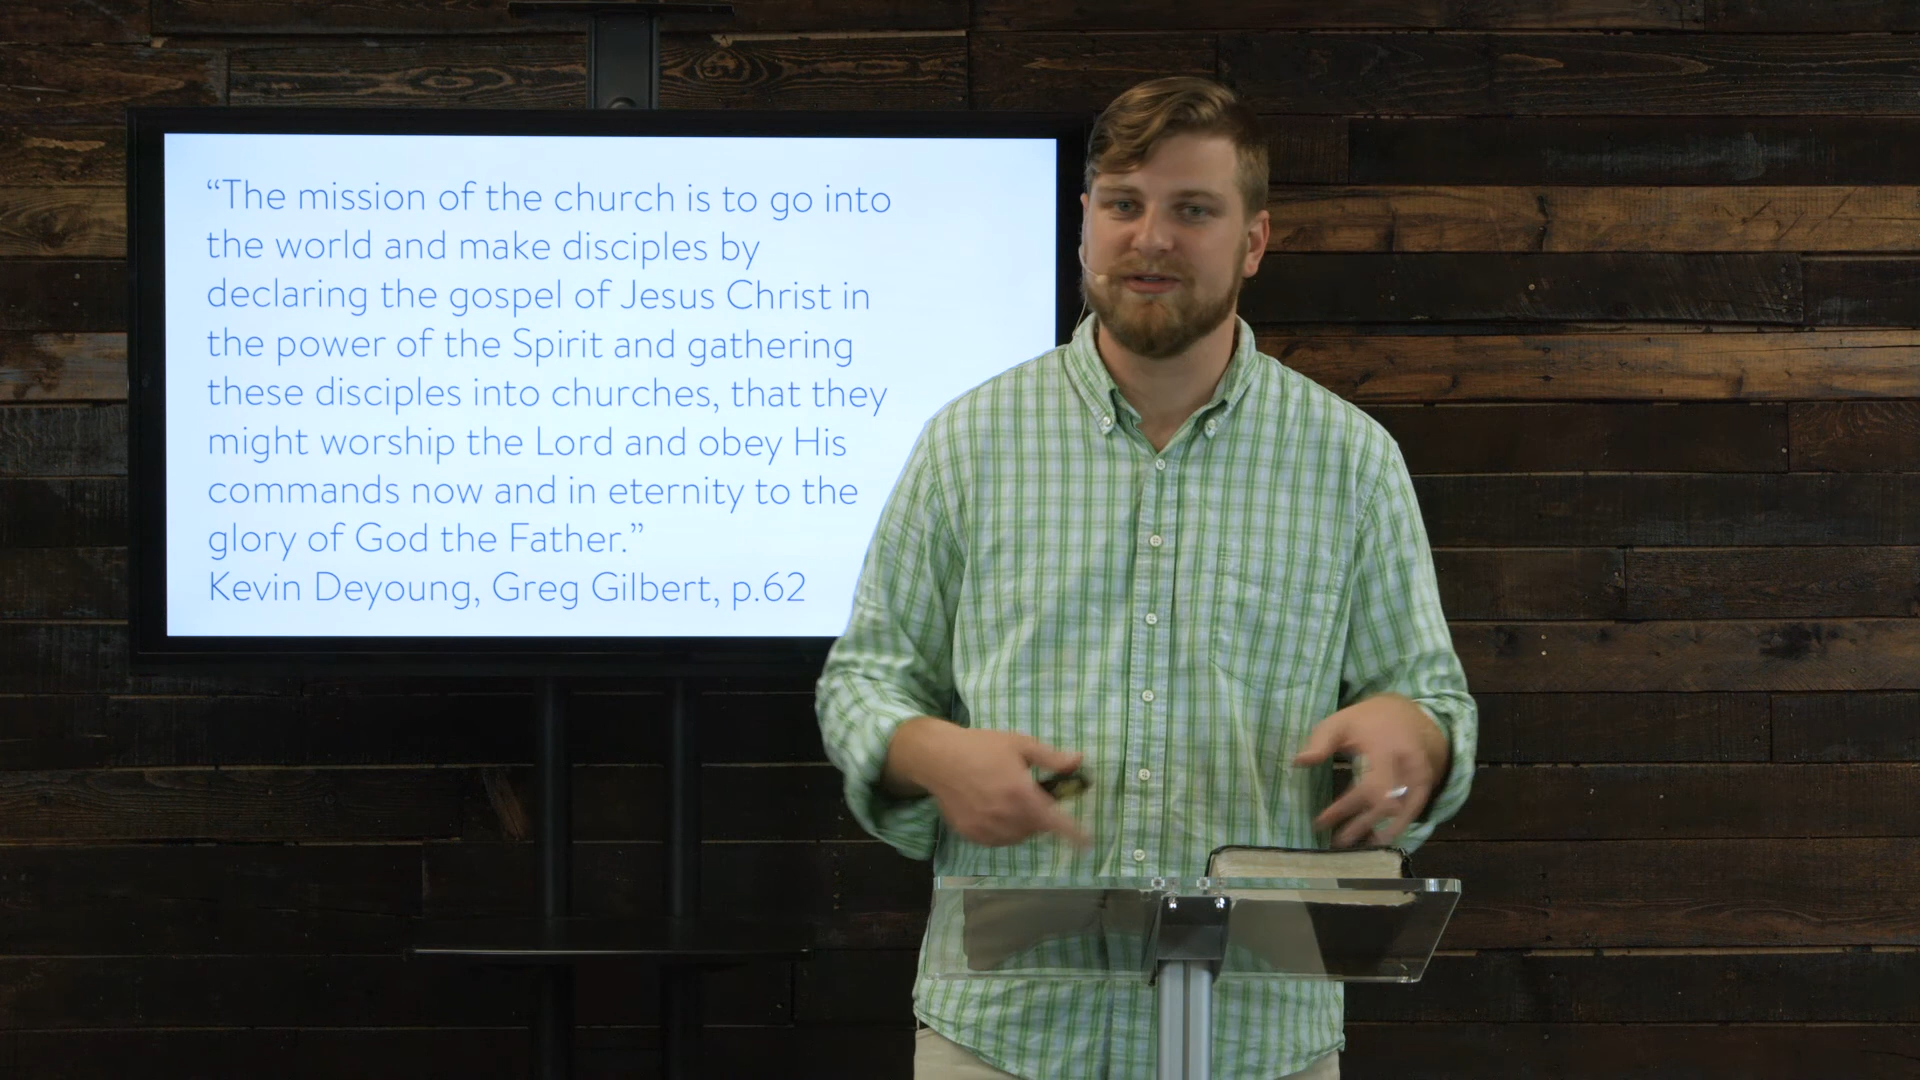 “The mission of the church is to go into
the world and make disciples by
declaring the gospel of Jesus Christ in
the power of the Spirit and gathering
these disciples into churches, that they
might worship the Lord and obey His
commands now and in eternity to the
glory of God the Father.”
Kevin Deyoung, Greg Gilbert, p.62